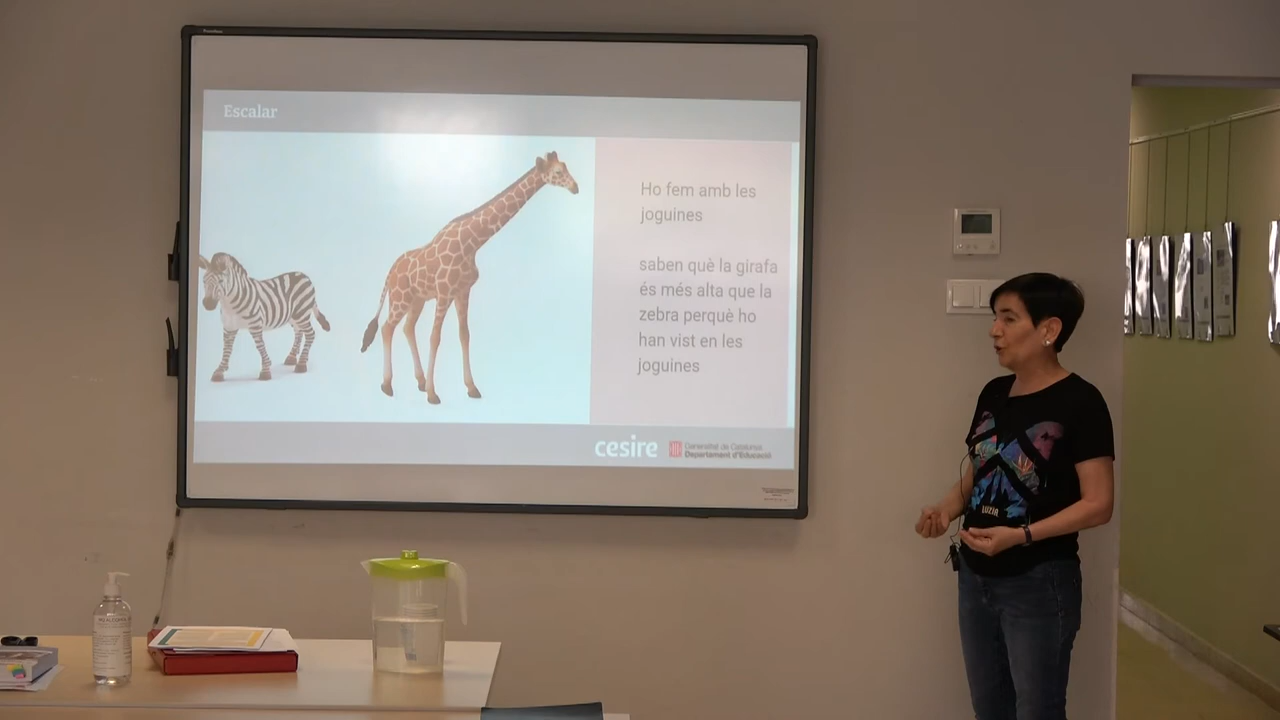 Escalar
Ho fem amb les
joguines
saben què la girafa
és més alta que la
zebra perquè ho
han vist en les
joguines
cesire
Generalitat de Catalunya
Departament d'Educació
LUZIA